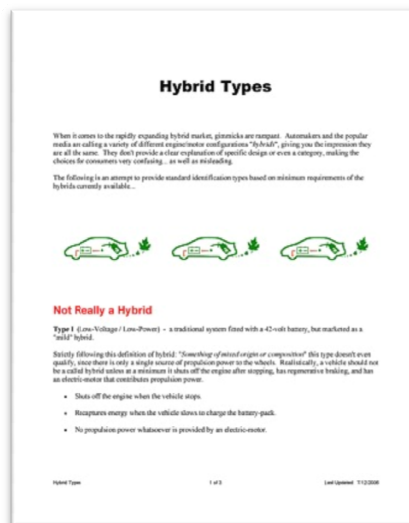 Hybrid Types
When it comes to the rapidly expanding hybrid market, gimmicks are rampant. Automakers and the popular
media are calling a variety of different engine/motor configurations "hybrids", giving you the impression they
are all the same. They don't provide a clear explanation of specific design or even a category, making the
choices for consumers very confusing... as well as misleading.
The following is an attempt to provide standard identification types based on minimum requirements of the
hybrids currently available...
Not Really a Hybrid
Type 1 (Low-Voltage / Low-Power) - a traditional system fitted with a 42-volt battery, but marketed as a
"mild" hybrid.
Strictly following this definition of hybrid: "Something of mixed origin or composition" this type doesn't even
qualify, since there is only a single source of propulsion power to the wheels. Realistically, a vehicle should not
be a called hybrid unless at a minimum it shuts off the engine after stopping, has regenerative braking, and has
an electric-motor that contributes propulsion power.
• Shuts off the engine when the vehicle stops.
• Recaptures energy when the vehicle slows to charge the battery-pack.
• No propulsion power whatsoever is provided by an electric-motor.
Hybrid Types 1 of 3 Last Updated: 7/12/2006